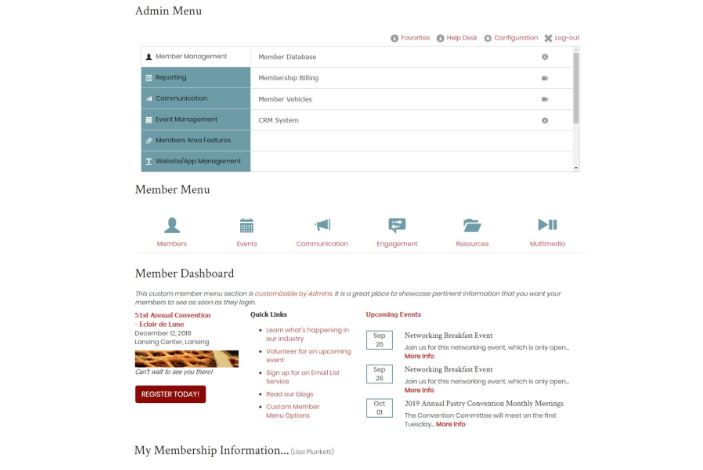 Admin Menu
Favorites Help Desk Configuration Log-out
Member Management
Reporting
Communication
Event Management
Members Area Features
Website/App Management
Member Database
Membership Billing
Member Vehicles
CRM System
Member Menu
Members Events Communication Engagement Resources Multimedia
Member Dashboard
This custom member menu section is customizable by Admins. It is a great place to showcase pertinent information that you want your
members to see as soon as they login.
51st Annual Convention
- Eclair de Lune
December 12, 2019
Lansing Center, Lansing
Can't wait to see you there!
REGISTER TODAY!
Quick Links
Learn what's happening in
our industry
Volunteer for an upcoming
event
Sign up for an Email List
Service
Read our blogs
Custom Member
Menu Options
Upcoming Events
Sep
26
Networking Breakfast Event
Join us for this networking event, which is only open...
More Info
Sep
26
Networking Breakfast Event
Join us for this networking event, which is only open...
More Info
Oct
01
2019 Annual Pastry Convention Monthly Meetings
The Convention Committee will meet on the first
Tuesday... More Info
My Membership Information... (Lisa Plunkett)